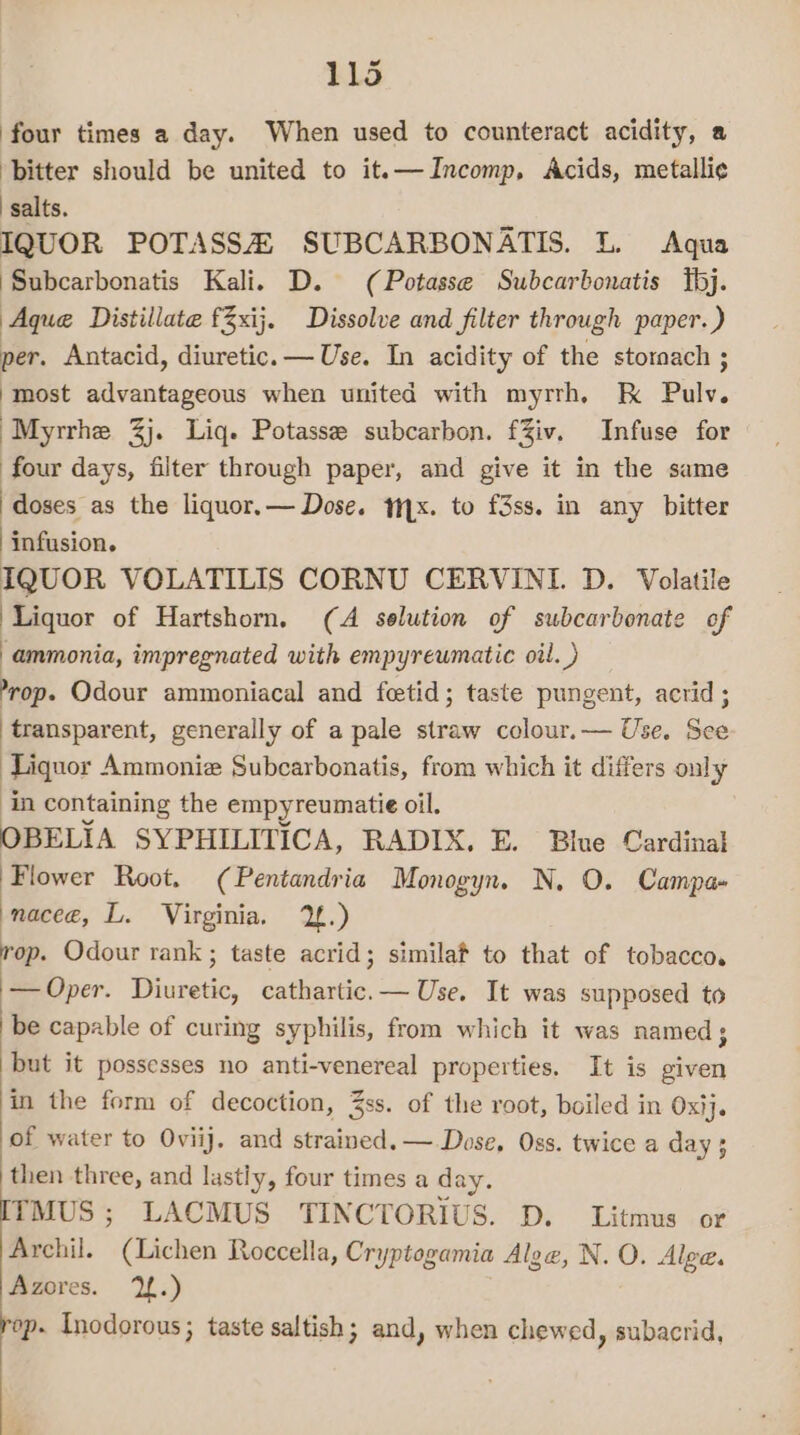 115
four times a day. When used to counteract acidity, a
bitter should be united to it.—Incomp. Acids, metallic
salts.
IQUOR POTASSÆ SUBCARBONATIS. L. Aqua
Subcarbonatis Kali. D. (Potassæ Subcarbonatis ℔j.
Aquæ Distillatæ f℥xij. Dissolve and filter through paper.)
per. Antacid, diuretic.—Use. In acidity of the stomach;
most advantageous when united with myrrh. ℞ Pulv.
Myrrhæ ℥j. Liq. Potassæ subcarbon. f℥iv. Infuse for
four days, filter through paper, and give it in the same
doses as the liquor.—Dose. ♏x. to fʒss. in any bitter
infusion.
IQUOR VOLATILIS CORNU CERVINI. D. Volatile
Liquor of Hartshorn. (A solution of subcarbonate of
ammonia, impregnated with empyreumatic oil.)
rop. Odour ammoniacal and fœtid; taste pungent, acrid;
transparent, generally of a pale straw colour.—Use. See
Liquor Ammoniæ Subcarbonatis, from which it differs only
in containing the empyreumatic oil.
OBELIA SYPHILITICA, RADIX. E. Blue Cardinal
Flower Root. (Pentandria Monogyn. N. O. Campa-
naceæ, L. Virginia. ♃.)
rop. Odour rank; taste acrid; similar to that of tobacco.
—Oper. Diuretic, cathartic.—Use. It was supposed to
be capable of curing syphilis, from which it was named;
but it possesses no anti-venereal properties. It is given
in the form of decoction, ℥ss. of the root, boiled in Oxij.
of water to Oviij. and strained.—Dose, Oss. twice a day;
then three, and lastly, four times a day.
ITMUS; LACMUS TINCTORIUS. D. Litmus or
Archil. (Lichen Roccella, Cryptogamia Algæ, N. O. Algæ.
Azores. ♃.)
rop. Inodorous; taste saltish; and, when chewed, subacrid,